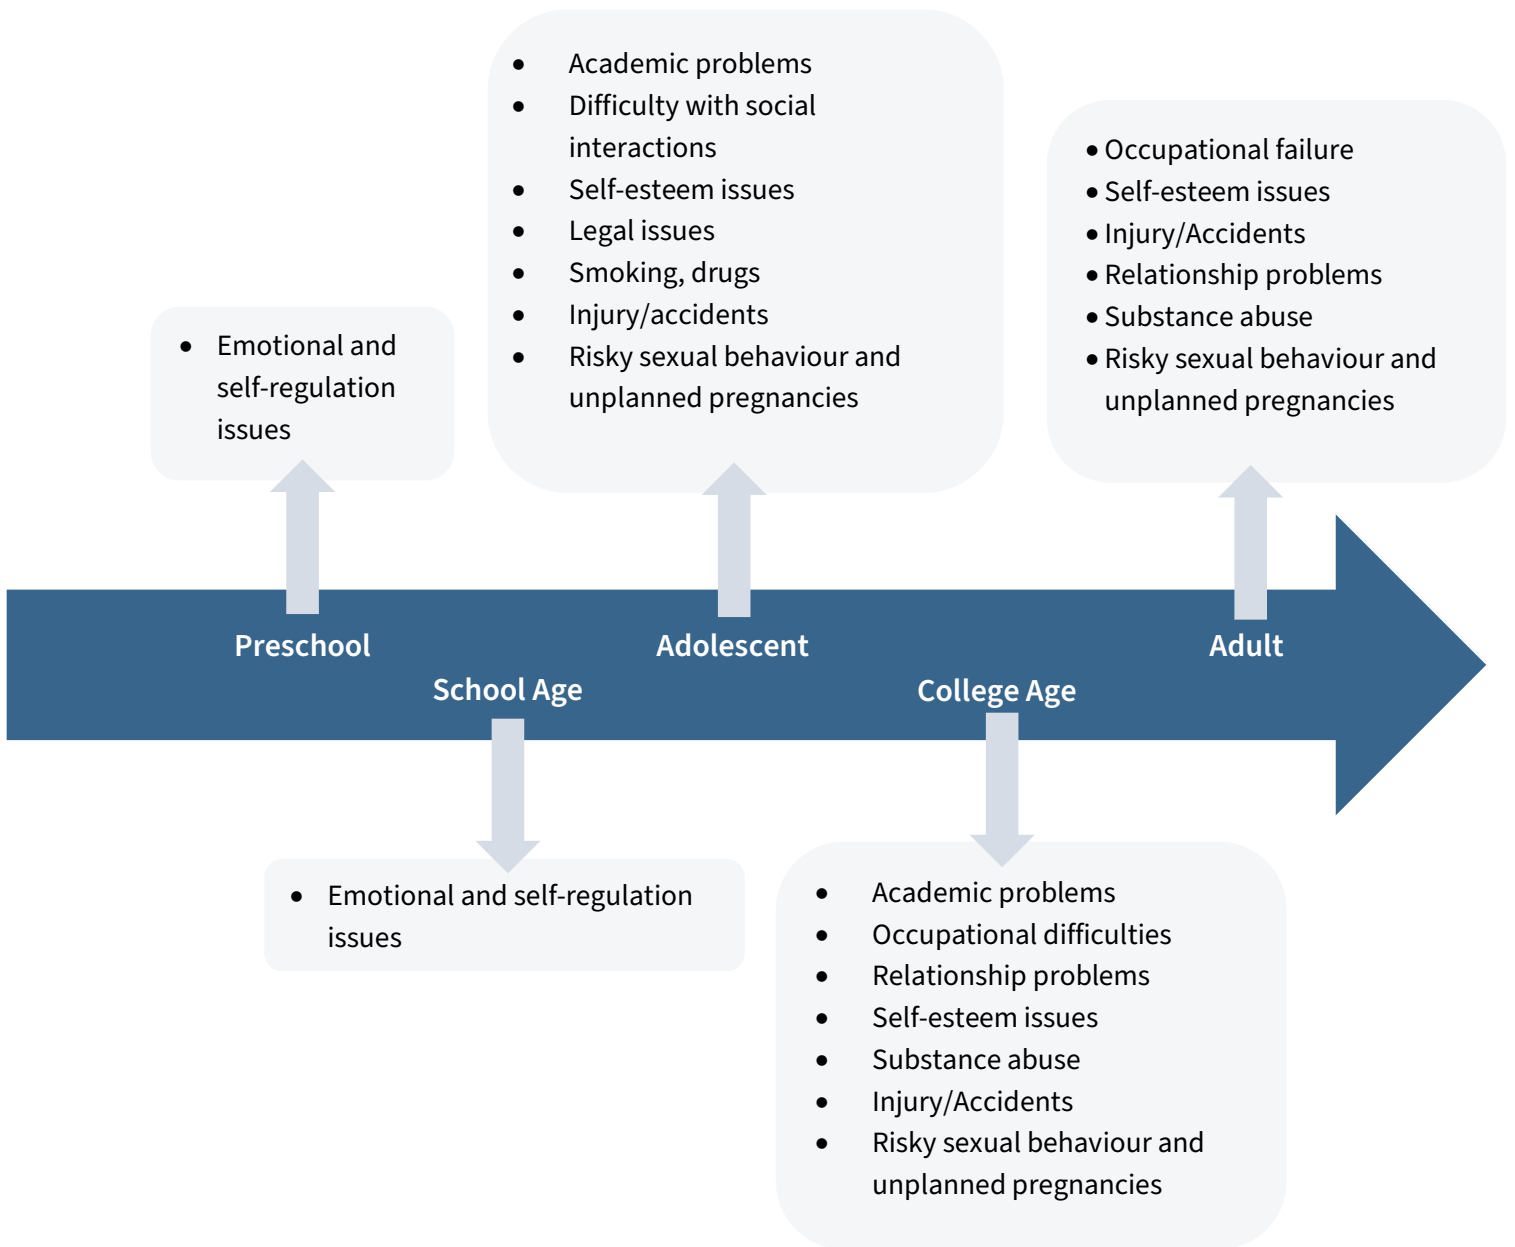 • Academic problems
• Difficulty with social
interactions
• Self-esteem issues
• Legal issues
• Smoking, drugs
• Injury/accidents
• Risky sexual behaviour and
unplanned pregnancies
• Occupational failure
• Self-esteem issues
• Injury/Accidents
• Relationship problems
• Substance abuse
• Risky sexual behaviour and
unplanned pregnancies
• Emotional and
self-regulation
issues
Preschool
School Age
Adolescent
College Age
Adult
• Emotional and self-regulation
issues
• Academic problems
• Occupational difficulties
• Relationship problems
• Self-esteem issues
• Substance abuse
• Injury/Accidents
• Risky sexual behaviour and
unplanned pregnancies